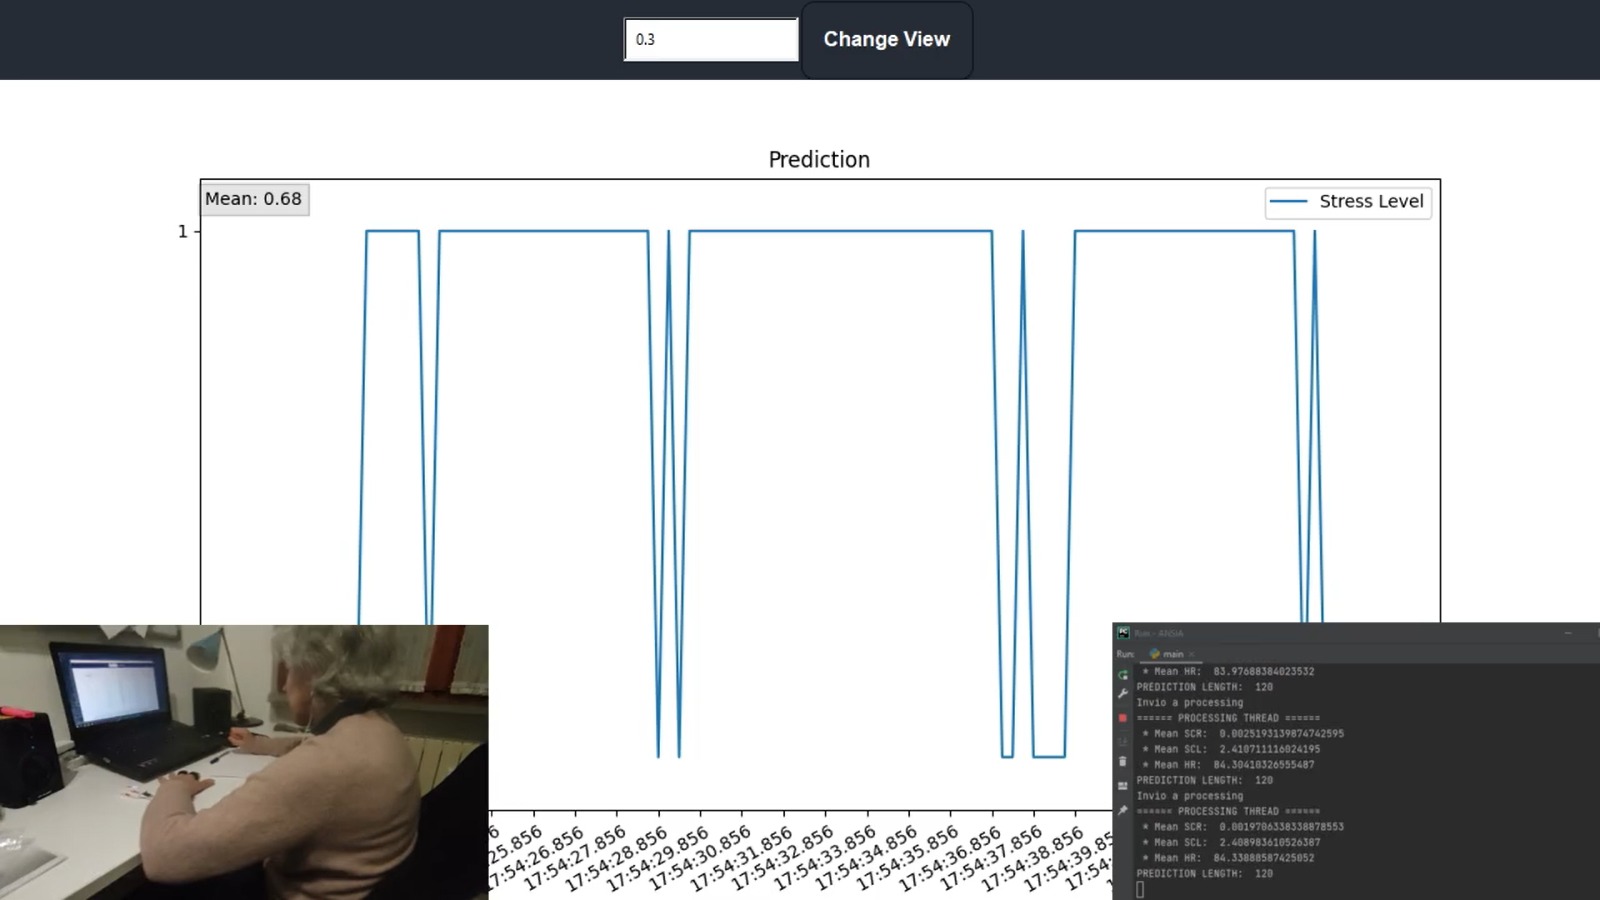 0.3
Change View
Prediction
Mean: 0.68
Stress Level
1
25.856
17:54:26.856
17:54:27.856
17:54:28.856
17:54:29.856
17:54:30.856
17:54:31.856
17:54:32.856
17:54:33.856
17:54:34.856
17:54:35.856
17:54:36.856
17:54:37.856
17:54:38.856
17:54:39.85
Run - ANSIA
Run:
main
* Mean HR: 83.97688384023532
PREDICTION LENGTH: 120
Invio a processing
====== PROCESSING THREAD ======
* Mean SCR: 0.0025193139874742595
* Mean SCL: 2.410711116024195
* Mean HR: 84.30410326555487
PREDICTION LENGTH: 120
Invio a processing
====== PROCESSING THREAD ======
* Mean SCR: 0.0019706338338878553
* Mean SCL: 2.408983610526387
* Mean HR: 84.33885587425052
PREDICTION LENGTH: 120